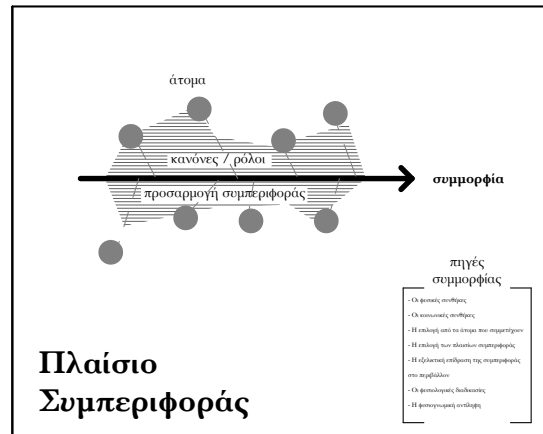 άτομα
κανόνες / ρόλοι
προσαρμογή συμπεριφοράς
συμμορφία
πηγές
συμμορφίας
- Οι φυσικές συνθήκες
- Οι κοινωνικές συνθήκες
- Η επιλογή από τα άτομα που συμμετέχουν
- Η επιλογή των πλαισίων συμπεριφοράς
- Η εξελικτική επίδραση της συμπεριφοράς
στο περιβάλλον
- Οι φυσιολογικές διαδικασίες
- Η φυσιογνωμική αντίληψη
Πλαίσιο
Συμπεριφοράς